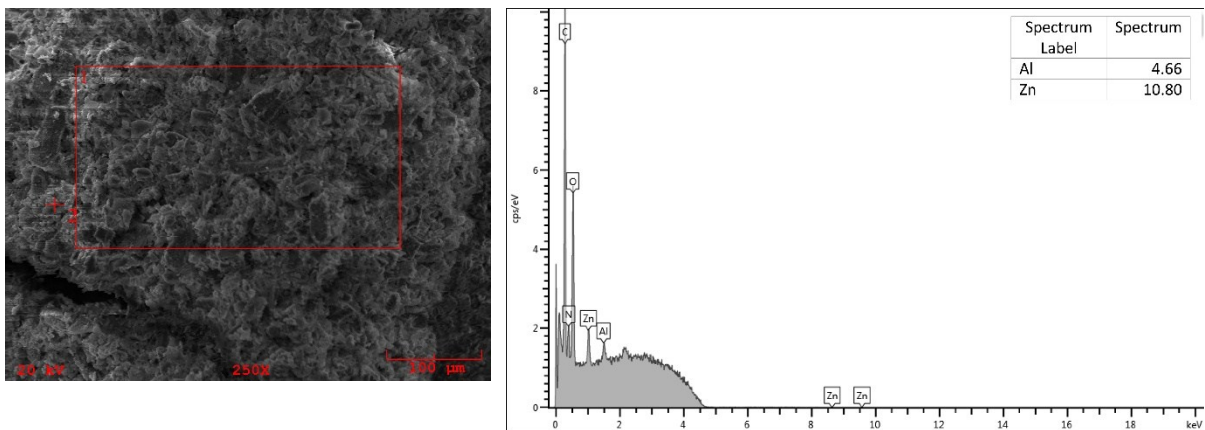 20 kV 250X 300 µm
Spectrum Label Spectrum
Al 4.66
Zn 10.80
C
O
N
Zn
Al
Zn
Zn
cps/eV
8
6
4
2
0
0 2 4 6 8 10 12 14 16 18 keV